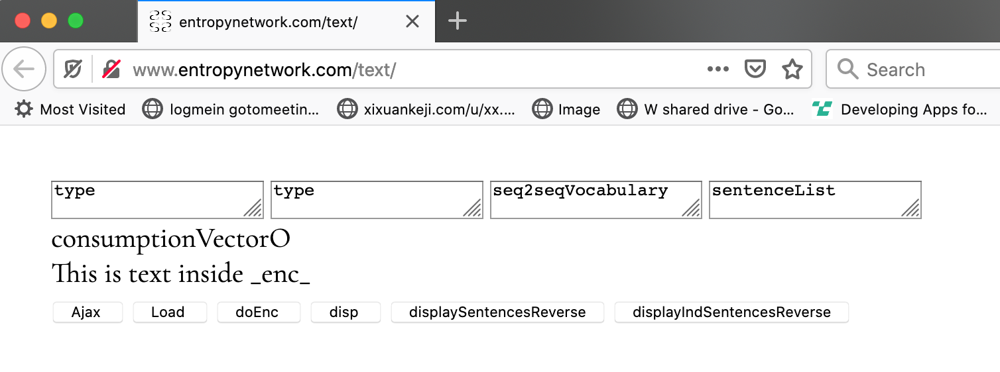 entropynetwork.com/text/
www.entropynetwork.com/text/
Search
Most Visited logmein gotomeetin... xixuankeji.com/u/xx.... Image W shared drive - Go... Developing Apps fo...
type type seq2seqVocabulary sentenceList
consumptionVectorO
This is text inside _enc_
Ajax Load doEnc disp displaySentencesReverse displayIndSentencesReverse